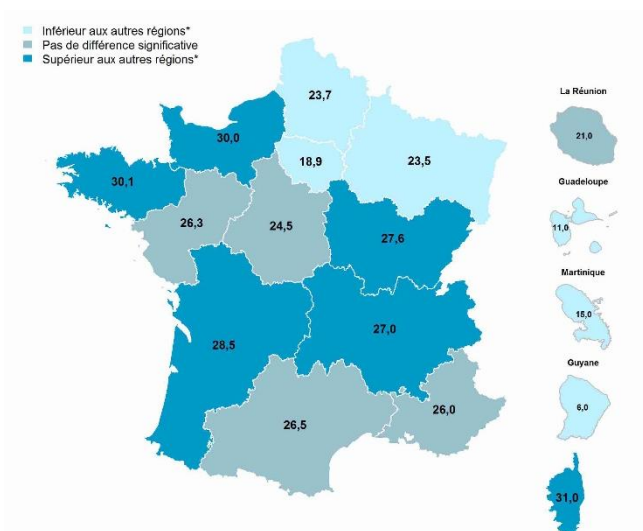 Inférieur aux autres régions*
Pas de différence significative
Supérieur aux autres régions*
23,7
30,0
18,9
23,5
30,1
26,3
24,5
27,6
28,5
27,0
26,5
26,0
La Réunion
21,0
Guadeloupe
11,0
Martinique
15,0
Guyane
6,0
31,0